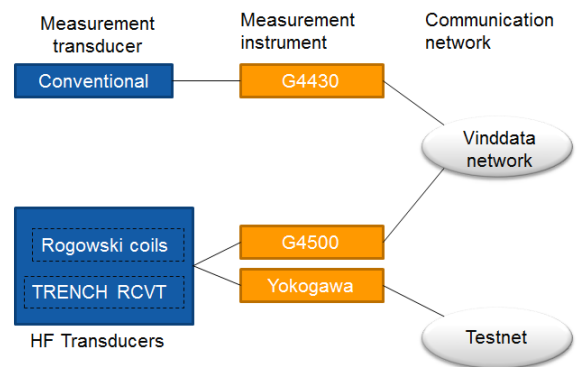 Measurement
transducer
Measurement
instrument
Communication
network
Conventional
G4430
Vinddata
network
Rogowski coils
TRENCH RCVT
HF Transducers
G4500
Yokogawa
Testnet